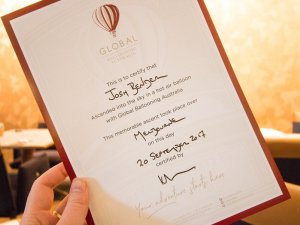 GLOBAL
BALLOONING
AUSTRALIA
This is to certify that
Josh Bender
Ascended into the sky in a hot air balloon
with Global Ballooning Australia
This memorable ascent took place over
Mansfield
on this day
20 September 2017
certified by
Your adventure starts here